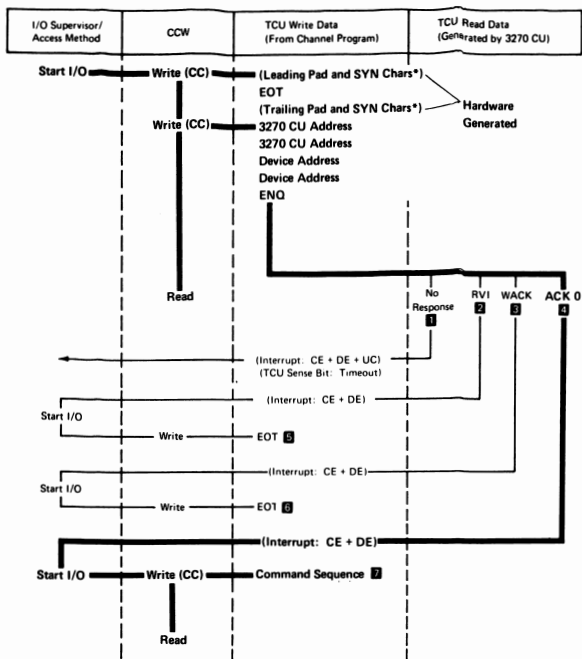 I/O Supervisor/
Access Method
CCW
TCU Write Data
(From Channel Program)
TCU Read Data
(Generated by 3270 CU)
Start I/O
Write (CC)
(Leading Pad and SYN Chars*)
EOT
(Trailing Pad and SYN Chars*)
Hardware
Generated
Write (CC)
3270 CU Address
3270 CU Address
Device Address
Device Address
ENQ
Read
No
Response
1
RVI
2
WACK
3
ACK 0
4
(Interrupt: CE + DE + UC)
(TCU Sense Bit: Timeout)
(Interrupt: CE + DE)
Start I/O
Write
EOT 5
(Interrupt: CE + DE)
Start I/O
Write
EOT 6
(Interrupt: CE + DE)
Start I/O
Write (CC)
Command Sequence 7
Read